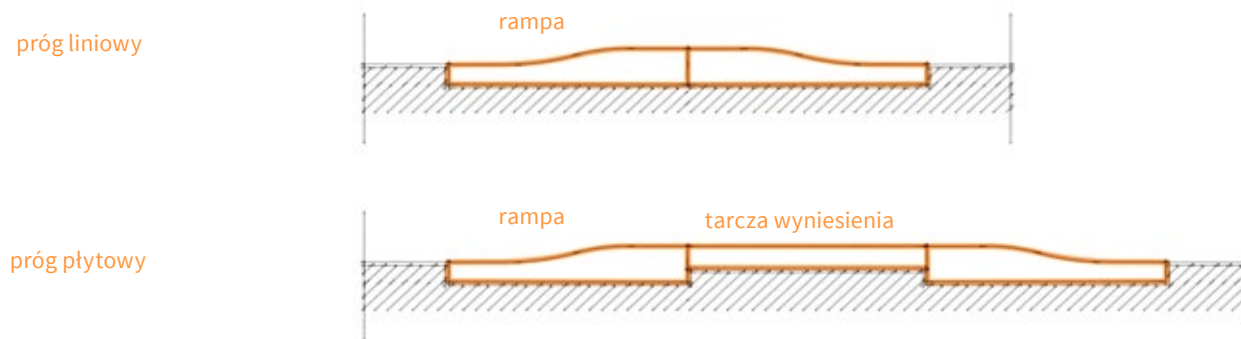 rampa
próg liniowy
rampa
tarcza wyniesienia
próg płytowy